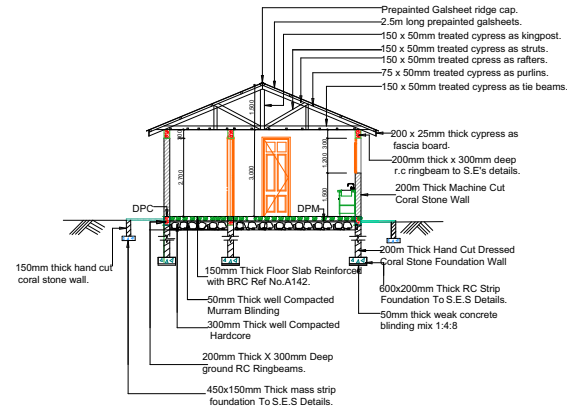 Prepainted Galsheet ridge cap.
2.5m long prepainted galsheets.
150 x 50mm treated cypress as kingpost.
150 x 50mm treated cypress as struts.
150 x 50mm treated cpress as rafters.
75 x 50mm treated cypress as purlins.
150 x 50mm treated cypress as tie beams.
1,500
200 x 25mm thick cypress as
fascia board.
200mm thick x 300mm deep
r.c ringbeam to S.E's details.
300
1,200
1,500
2,700
3,000
200m Thick Machine Cut
Coral Stone Wall
DPC
DPM
150mm thick hand cut
coral stone wall.
200m Thick Hand Cut Dressed
Coral Stone Foundation Wall
150mm Thick Floor Slab Reinforced
with BRC Ref No.A142.
600x200mm Thick RC Strip
Foundation To S.E.S Details.
50mm Thick well Compacted
Murram Blinding
50mm thick weak concrete
blinding mix 1:4:8
300mm Thick well Compacted
Hardcore
200mm Thick X 300mm Deep
ground RC Ringbeams.
450x150mm Thick mass strip
foundation To S.E.S Details.